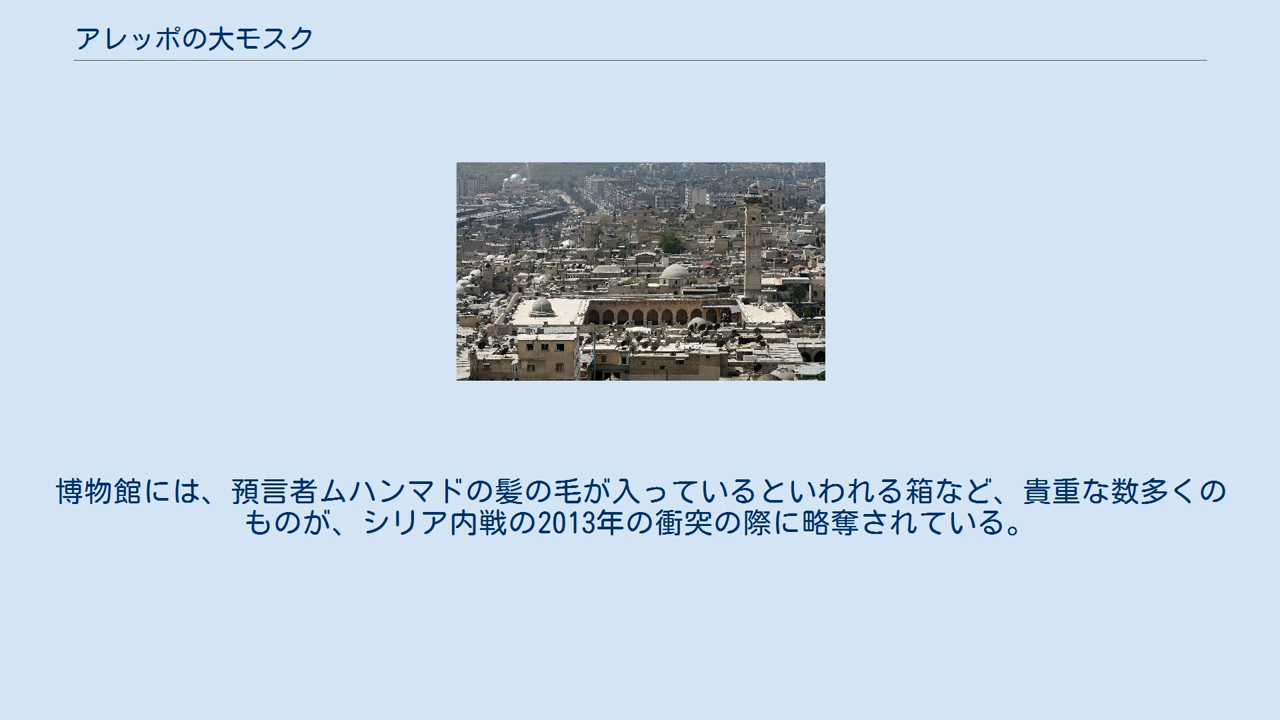 アレッポの大モスク
博物館には、預言者ムハンマドの髪の毛が入っているといわれる箱など、貴重な数多くの
ものが、シリア内戦の2013年の衝突の際に略奪されている。